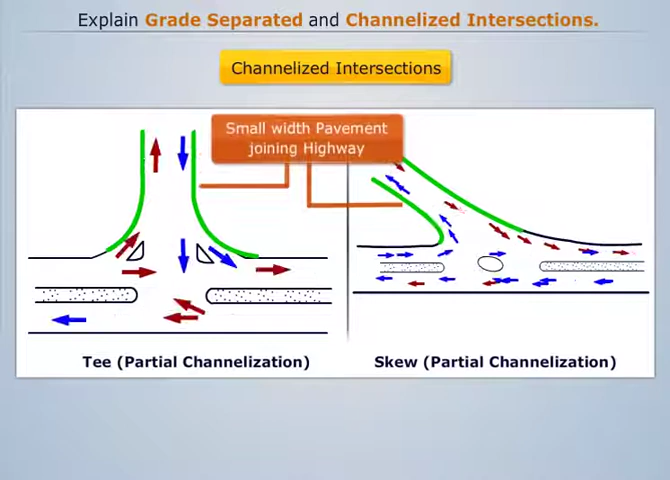 Explain Grade Separated and Channelized Intersections.
Channelized Intersections
Small width Pavement
joining Highway
Tee (Partial Channelization)
Skew (Partial Channelization)